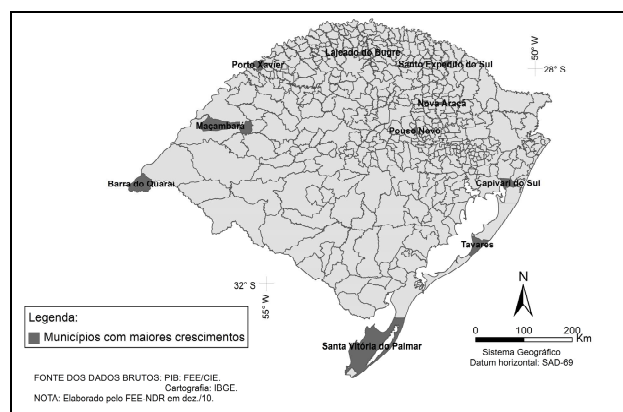 Lajeado do Bugre
Porto Xavier
Santo Expedito do Sul
50° W
28° S
Nova Araçá
Maçambara
Pouso Novo
Barra do Quaraí
Capivari do Sul
Tavares
32° S
55° W
N
Legenda:
Municípios com maiores crescimentos
Santa Vitória do Palmar
0 100 200
Km
Sistema Geográfico
Datum horizontal: SAD-69
FONTE DOS DADOS BRUTOS: PIB: FEE/CIE.
Cartografia: IBGE.
NOTA: Elaborado pelo FEE-NDR em dez./10.